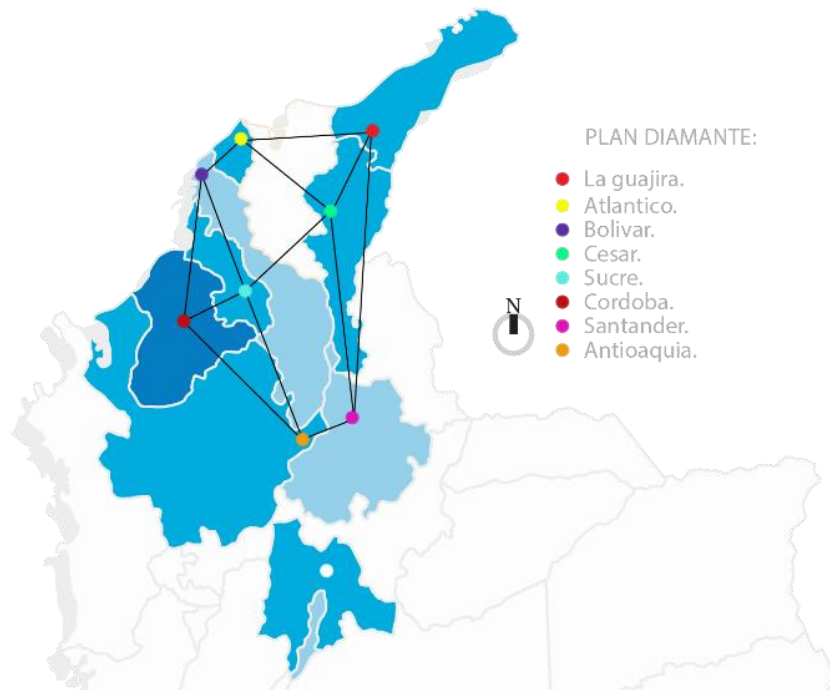 PLAN DIAMANTE:
La guajira.
Atlantico.
Bolivar.
Cesar.
Sucre.
Cordoba.
Santander.
Antioaquia.
N